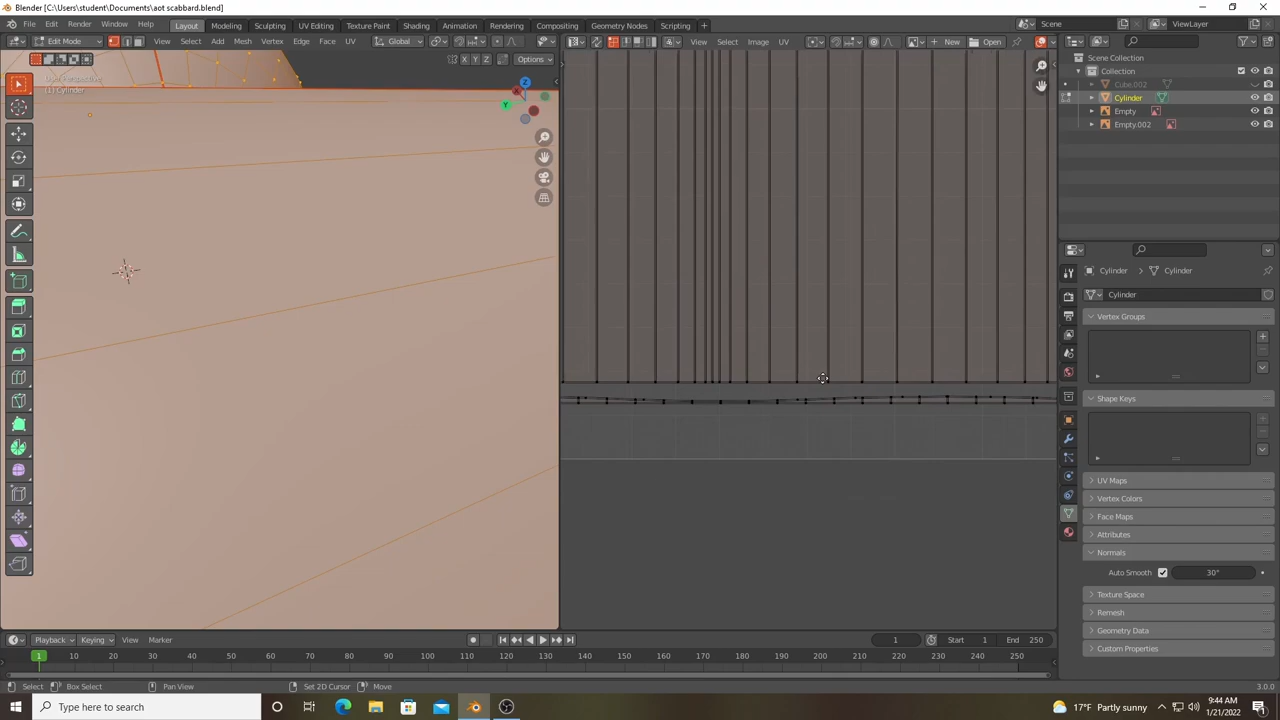 Blender [C:\Users\student\Documents\aot scabbard.blend]
File Edit Render Window Help Layout Modeling Sculpting UV Editing Texture Paint Shading Animation Rendering Compositing Geometry Nodes Scripting + Scene ViewLayer
Edit Mode View Select Add Mesh Vertex Edge Face UV Global View Select Image UV New Open
X Y Z Options
User Perspective
(1) Cylinder
Z
Y
X
Scene Collection
Collection
Cube.002
Cylinder
Empty
Empty.002
Cylinder Cylinder
Cylinder
Vertex Groups
Shape Keys
UV Maps
Vertex Colors
Face Maps
Attributes
Normals
Auto Smooth 30°
Texture Space
Remesh
Geometry Data
Custom Properties
Playback Keying View Marker 1 Start 1 End 250
1 10 20 30 40 50 60 70 80 90 100 110 120 130 140 150 160 170 180 190 200 210 220 230 240 250
Select Box Select Pan View Set 2D Cursor Move 3.0.0
Type here to search 17°F Partly sunny 9:44 AM
1/21/2022